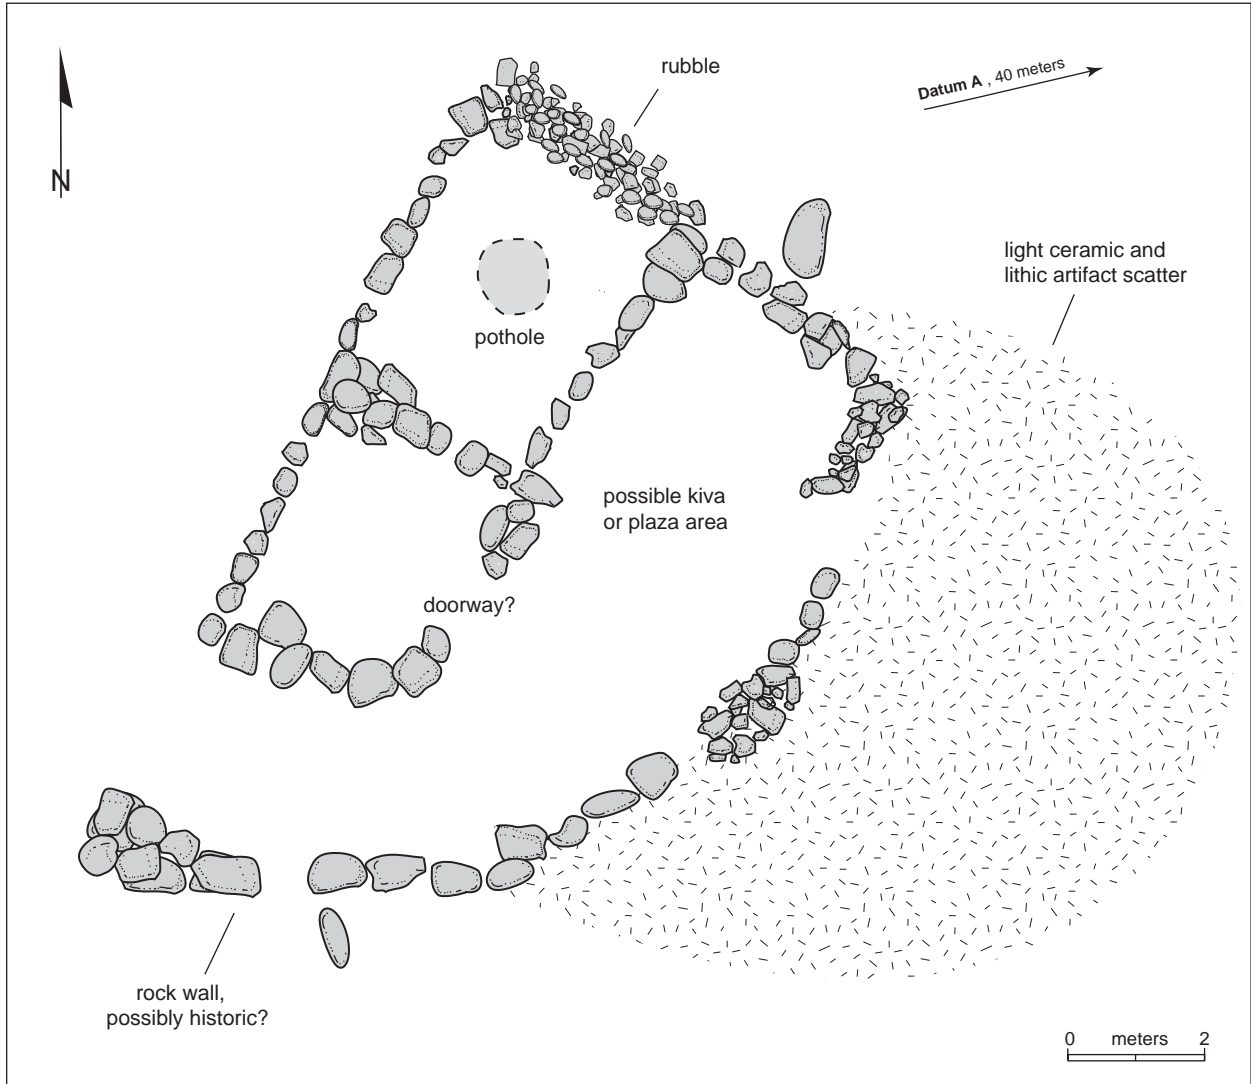 rubble
Datum A , 40 meters
N
light ceramic and
lithic artifact scatter
pothole
possible kiva
or plaza area
doorway?
rock wall,
possibly historic?
0 meters 2